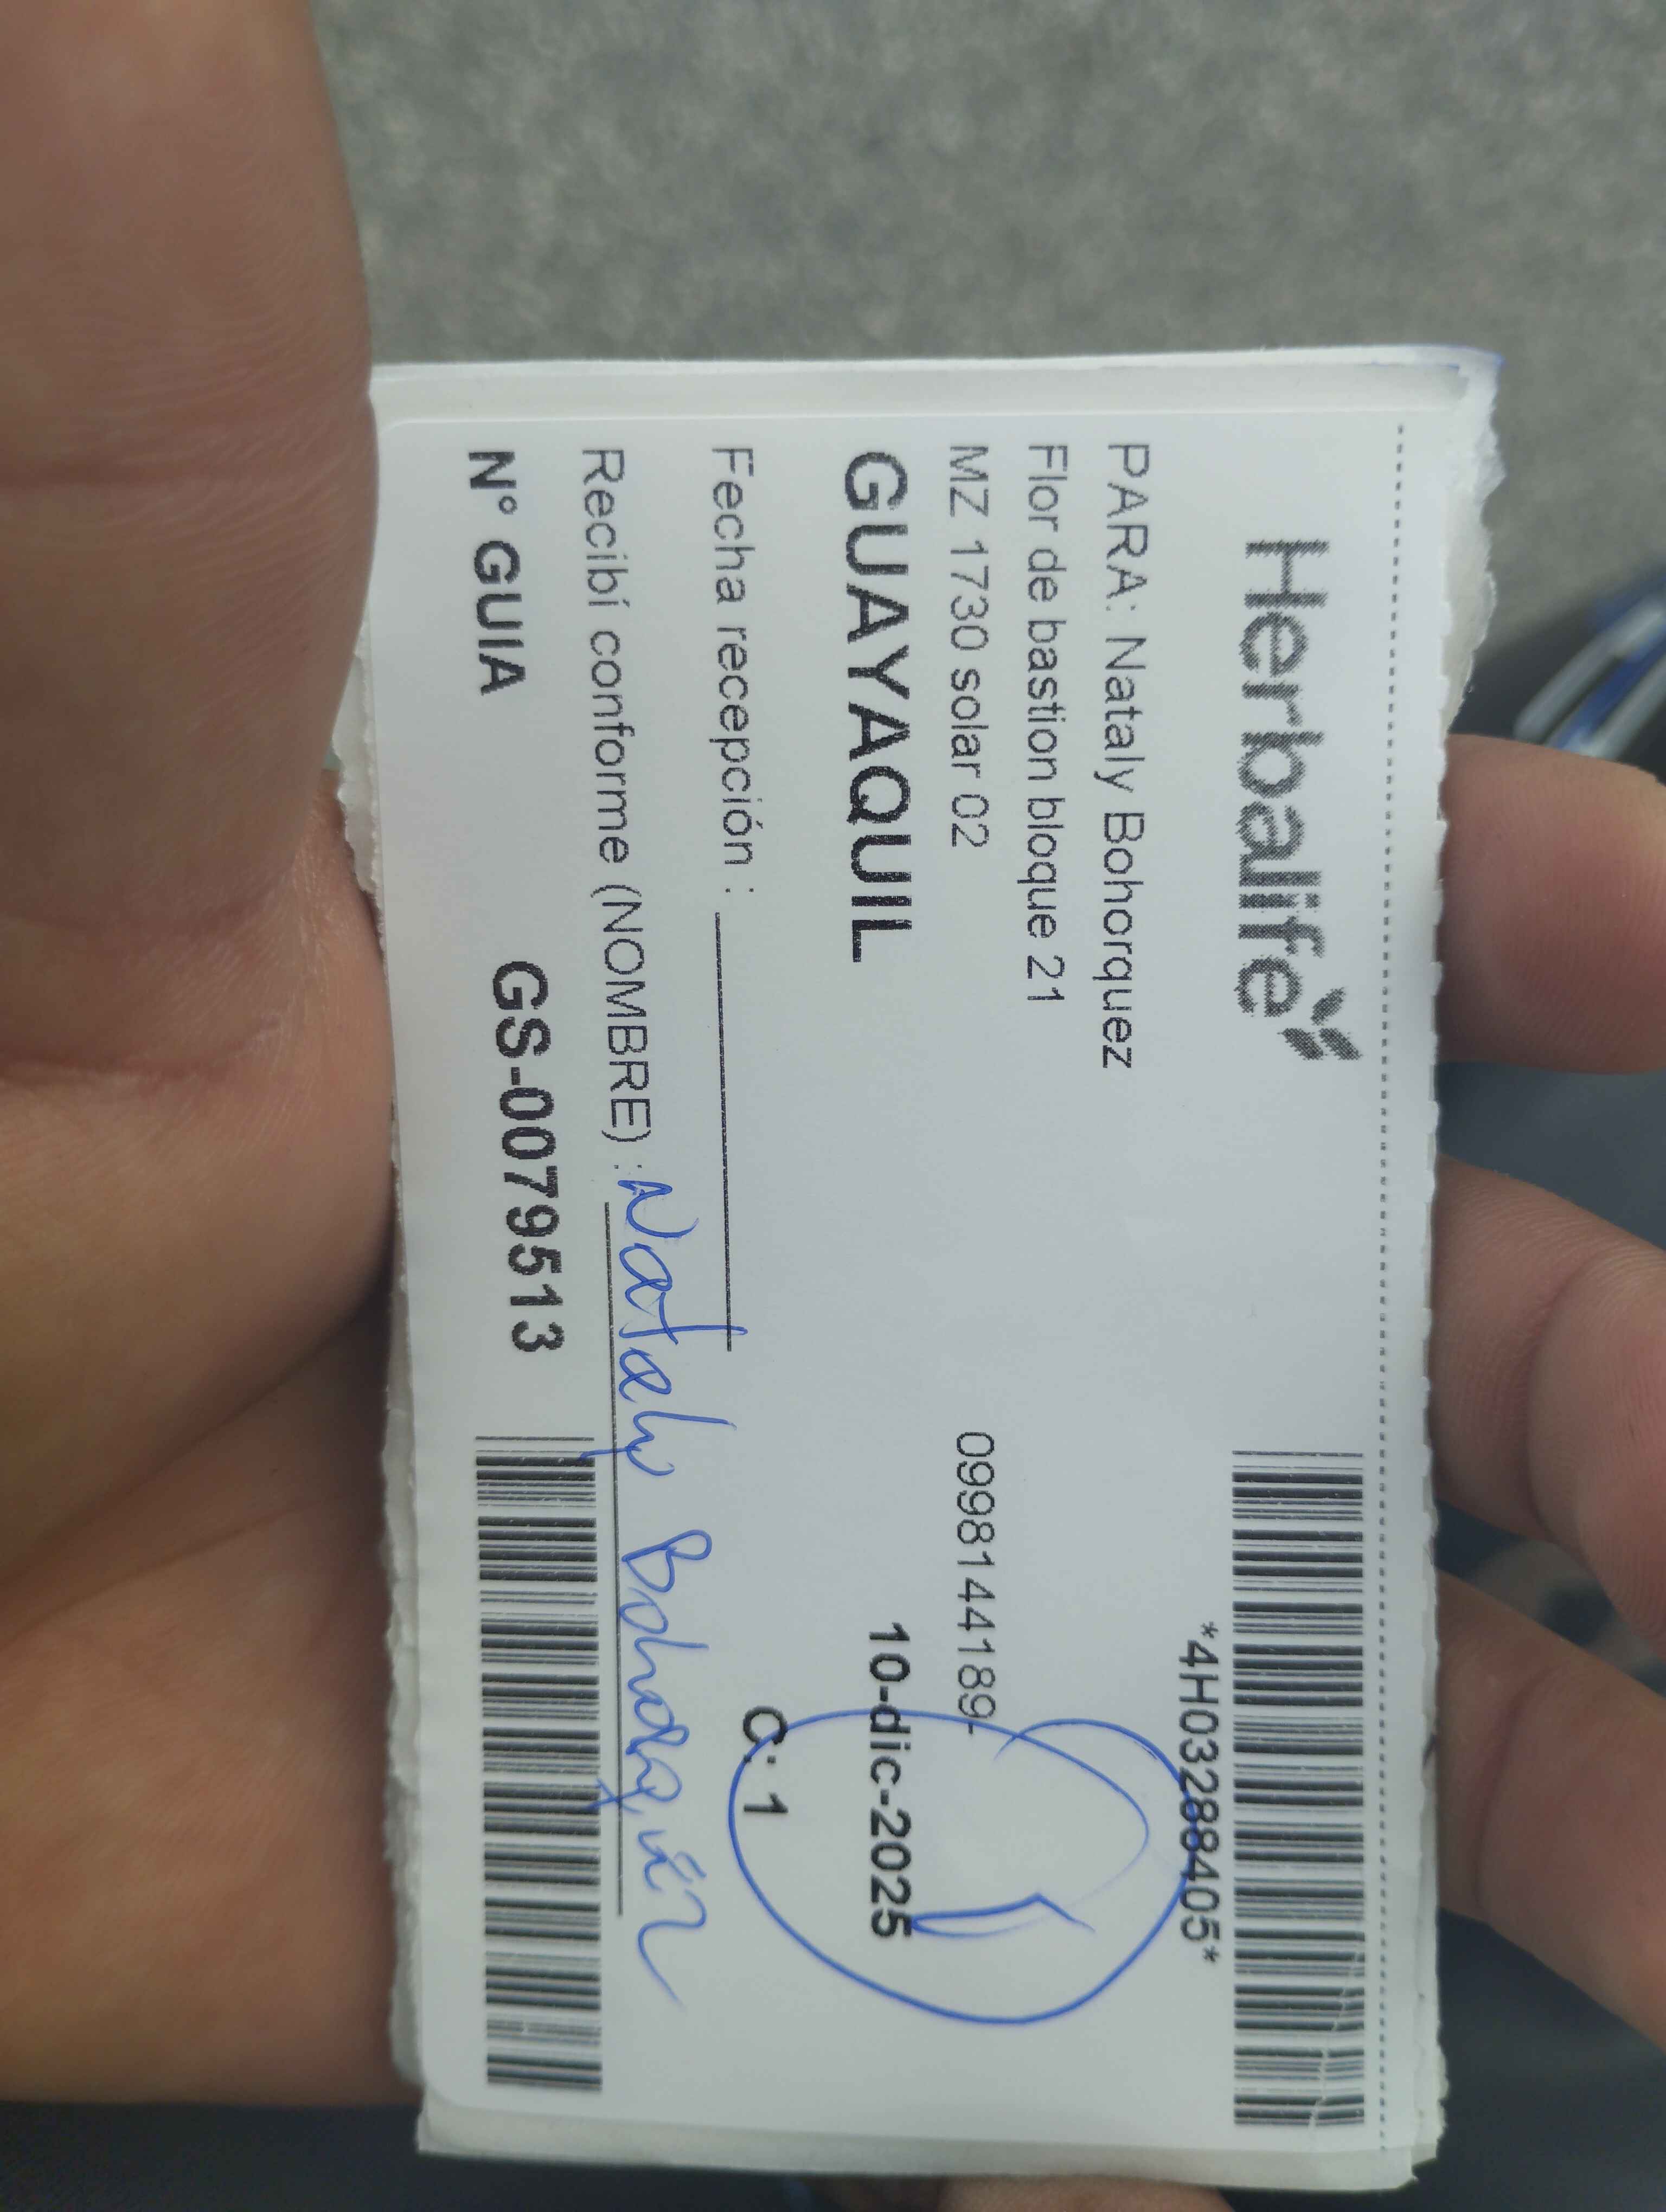 Herbalife
*4H03288405*
PARA: Nataly Bohorquez
Flor de bastion bloque 21
MZ 1730 solar 02
0998144189-
GUAYAQUIL
10-dic-2025
Fecha recepción :
C: 1
Recibí conforme (NOMBRE) : Nataly Bohorquez
N° GUIA
GS-0079513